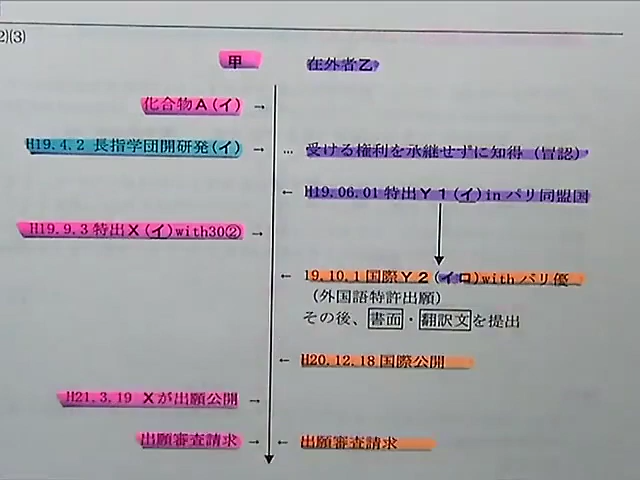 2)(3)
甲 在外者乙
化合物A(イ) →
H19.4.2 長指学団開研発(イ) → … 受ける権利を承継せずに知得（冒認）
← H19.06.01 特出Y1(イ)in パリ同盟国
H19.9.3 特出X(イ)with30② →
← 19.10.1 国際Y2(イロ)with パリ優
（外国語特許出願）
その後、書面・翻訳文を提出
← H20.12.18 国際公開
H21.3.19 Xが出願公開 →
出願審査請求 → ← 出願審査請求